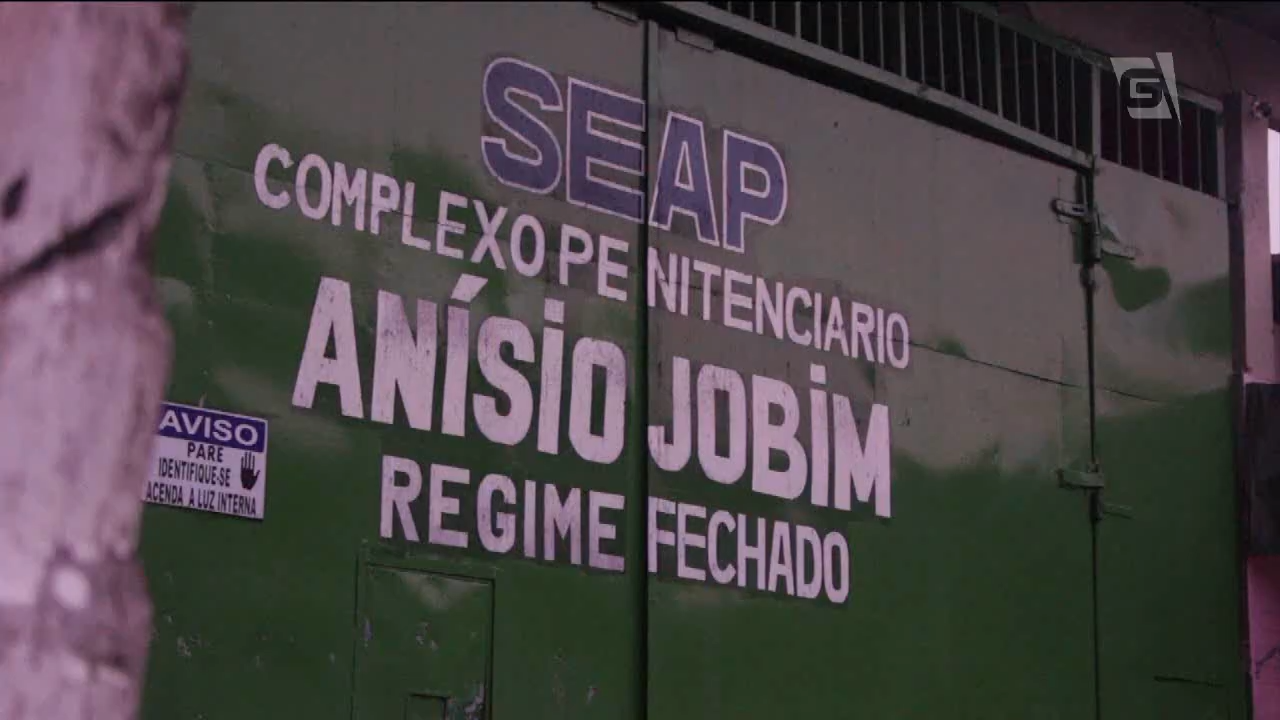 SEAP
COMPLEXO PENITENCIARIO
ANÍSIO JOBIM
REGIME FECHADO
AVISO
PARE
IDENTIFIQUE-SE
ACENDA A LUZ INTERNA